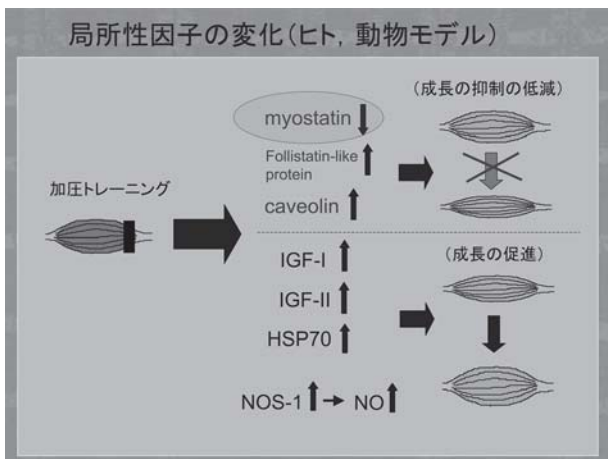 局所性因子の変化(ヒト,動物モデル)
加圧トレーニング
myostatin
Follistatin-like
protein
caveolin
(成長の抑制の低減)
IGF-I
IGF-II
HSP70
NOS-1
NO
(成長の促進)